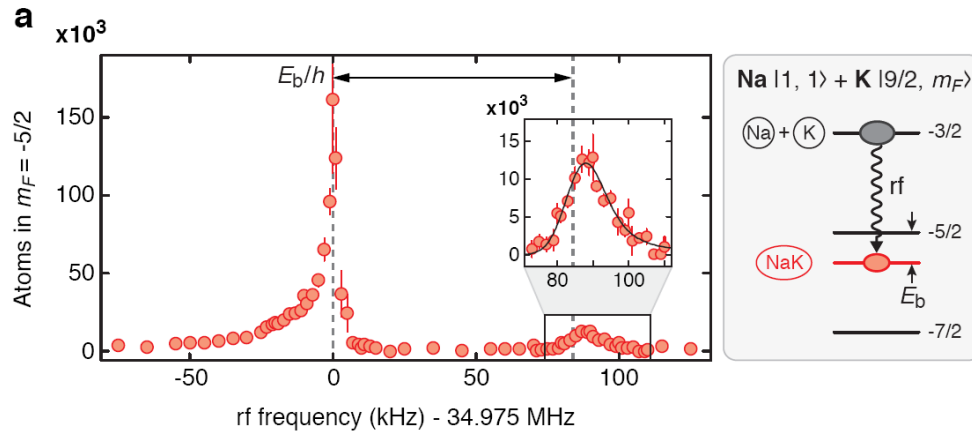 a
x10³
Atoms in m_F = -5/2
150
100
50
0
E_b/h
x10³
15
10
5
0
80
100
-50
0
50
100
rf frequency (kHz) - 34.975 MHz
Na |1, 1⟩ + K |9/2, m_F⟩
Na + K
-3/2
rf
-5/2
NaK
E_b
-7/2